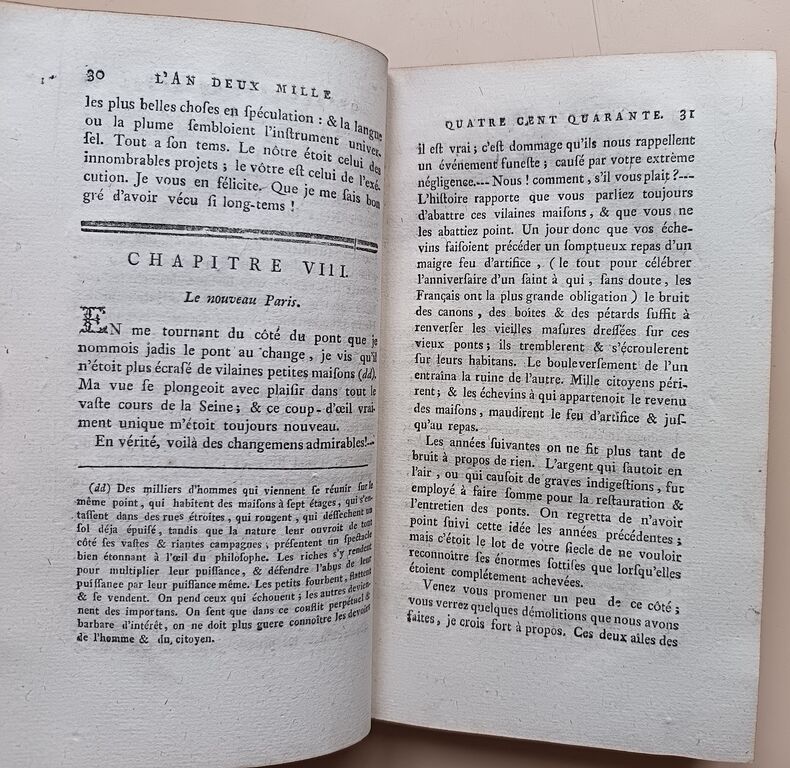 30 L'AN DEUX MILLE
les plus belles choſes en ſpéculation : & la langue
ou la plume ſembloient l'inſtrument univer-
ſel. Tout a ſon tems. Le nôtre étoit celui des
innombrables projets ; le vôtre eſt celui de l'exé-
cution. Je vous en félicite. Que je me ſais bon
gré d'avoir vécu ſi long-tems !
CHAPITRE VIII.
Le nouveau Paris.
EN me tournant du côté du pont que je
nommois jadis le pont au change, je vis qu'il
n'étoit plus écraſé de vilaines petites maiſons (dd).
Ma vue ſe plongeoit avec plaiſir dans tout le
vaſte cours de la Seine ; & ce coup-d'œil vrai-
ment unique m'étoit toujours nouveau.
En vérité, voilà des changemens admirables!--
(dd) Des milliers d'hommes qui viennent ſe réunir ſur le
même point, qui habitent des maiſons à ſept étages, qui s'en-
taſſent dans des rues étroites, qui rongent, qui deſſechent un
ſol déja épuiſé, tandis que la nature leur ouvroit de tout
côté ſes vaſtes & riantes campagnes, préſentent un ſpectacle
bien étonnant à l'œil du philoſophe. Les riches s'y rendent
pour multiplier leur puiſſance, & défendre l'abus de leur
puiſſance par leur puiſſance même. Les petits fourbent, flattent
& ſe vendent. On pend ceux qui échouent ; les autres devien-
nent des importans. On ſent que dans ce conflit perpétuel &
barbare d'intérêt, on ne doit plus guere connoître les devoirs
de l'homme & du citoyen.
QUATRE CENT QUARANTE. 31
il eſt vrai ; c'eſt dommage qu'ils nous rappellent
un événement funeſte ; cauſé par votre extrême
négligence.--- Nous ! comment, s'il vous plaît ?---
L'hiſtoire rapporte que vous parliez toujours
d'abattre ces vilaines maiſons, & que vous ne
les abattiez point. Un jour donc que vos éche-
vins faiſoient précéder un ſomptueux repas d'un
maigre feu d'artifice, ( le tout pour célébrer
l'anniverſaire d'un ſaint à qui, ſans doute, les
Français ont la plus grande obligation ) le bruit
des canons, des boîtes & des pétards ſuffit à
renverſer les vieilles maſures dreſſées ſur ces
vieux ponts ; ils tremblerent & s'écroulerent
ſur leurs habitans. Le bouleverſement de l'un
entraîna la ruine de l'autre. Mille citoyens péri-
rent ; & les échevins à qui appartenoit le revenu
des maiſons, maudirent le feu d'artifice & juſ-
qu'au repas.
Les années ſuivantes on ne fit plus tant de
bruit à propos de rien. L'argent qui ſautoit en
l'air, ou qui cauſoit de graves indigeſtions, fut
employé à faire ſomme pour la reſtauration &
l'entretien des ponts. On regretta de n'avoir
point ſuivi cette idée les années précédentes ;
mais c'étoit le lot de votre ſiecle de ne vouloir
reconnoître ſes énormes ſottiſes que lorſqu'elles
étoient complétement achevées.
Venez vous promener un peu de ce côté ;
vous verrez quelques démolitions que nous avons
faites, je crois fort à propos. Ces deux ailes des